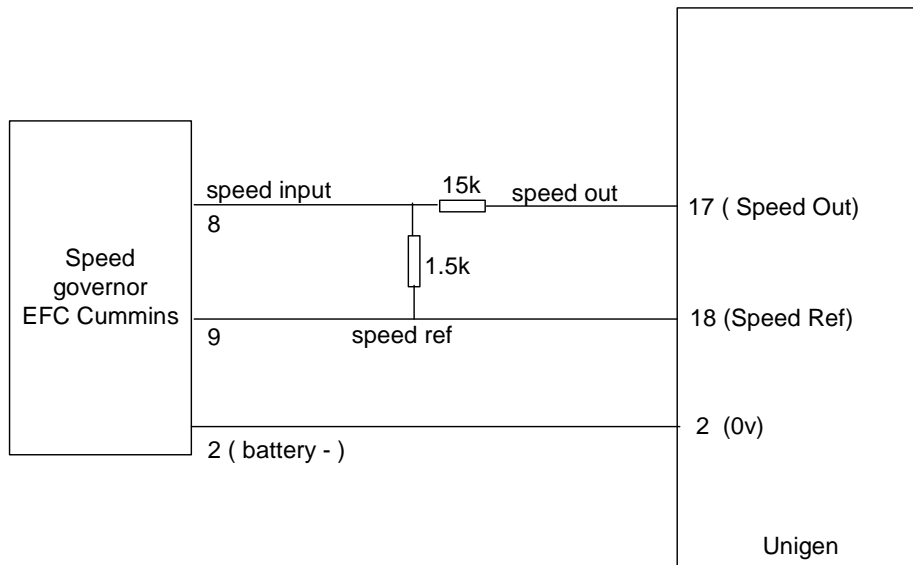 speed input
15k
speed out
8
17 ( Speed Out)
Speed
governor
EFC Cummins
1.5k
9
speed ref
18 (Speed Ref)
2 ( battery - )
2  (0v)
Unigen